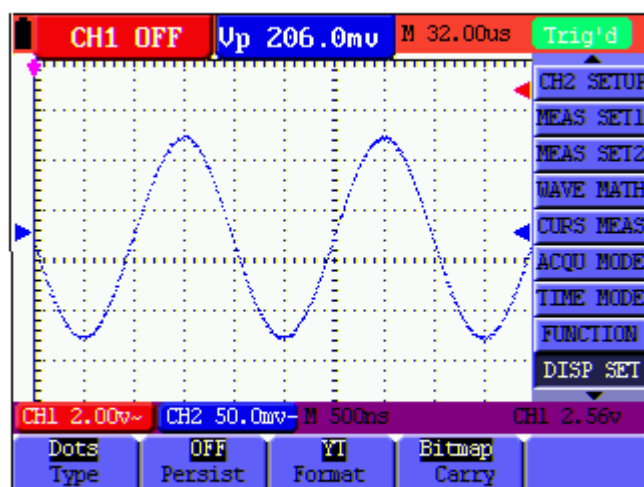 CH1 OFF Vp 206.0mv M 32.00us Trig'd
CH2 SETUP
MEAS SET1
MEAS SET2
WAVE MATH
CURS MEAS
ACQU MODE
TIME MODE
FUNCTION
DISP SET
CH1 2.00v~ CH2 50.0mv- M 500ns CH1 2.56v
Dots OFF YT Bitmap
Type Persist Format Carry